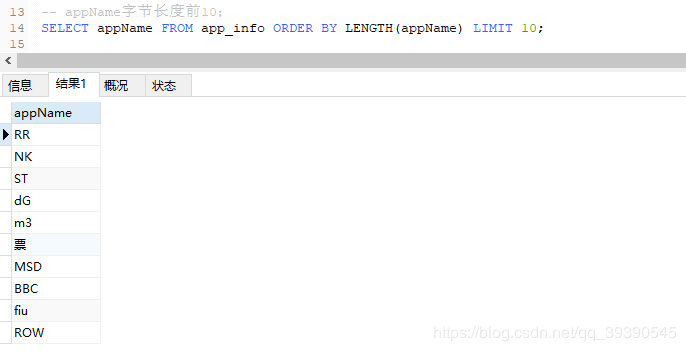 13 -- appName字节长度前10;
14 SELECT appName FROM app_info ORDER BY LENGTH(appName) LIMIT 10;
15
信息 结果1 概况 状态
appName
RR
NK
ST
dG
m3
票
MSD
BBC
fiu
ROW
https://blog.csdn.net/qq_39390545